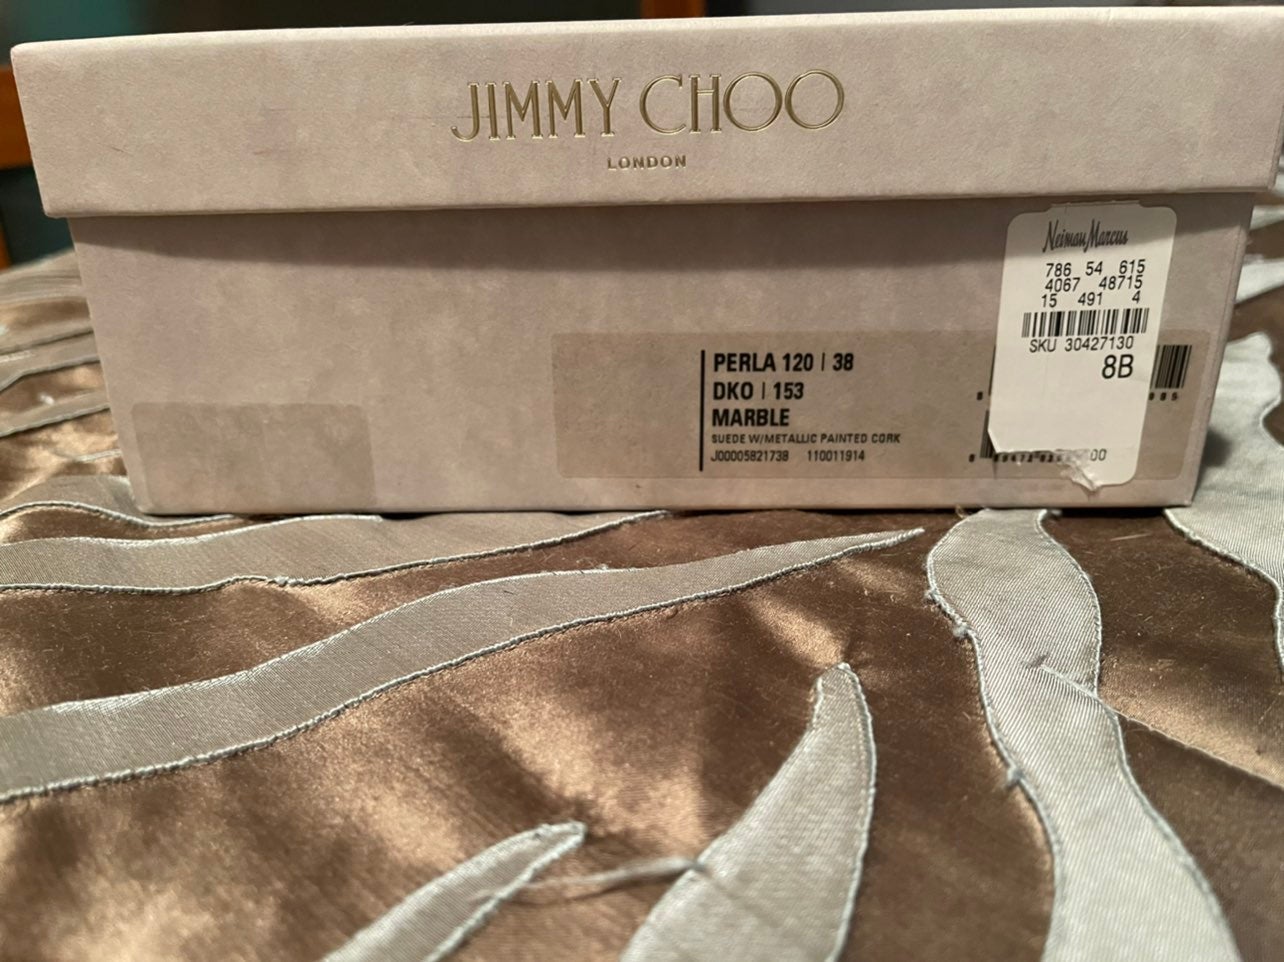 JIMMY CHOO
LONDON
Neiman Marcus
786 54 615
4067 48715
15 491 4
SKU 30427130
8B
PERLA 120 | 38
DKO | 153
MARBLE
SUEDE W/METALLIC PAINTED CORK
J00005821738 110011914